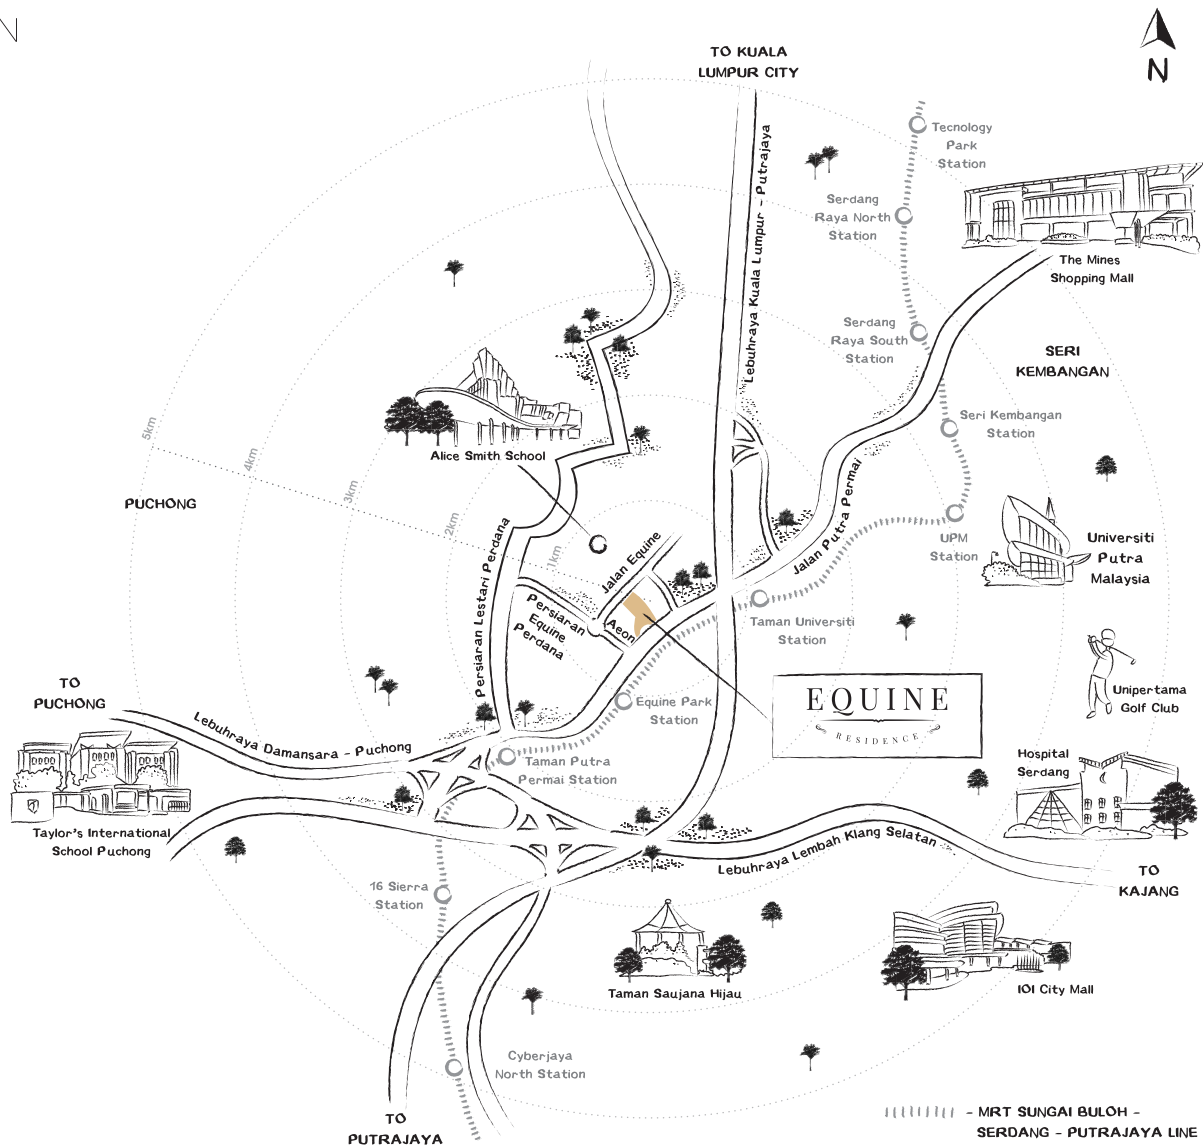 N
TO KUALA
LUMPUR CITY
N
Tecnology
Park
Station
Lebuhraya Kuala Lumpur - Putrajaya
Serdang
Raya North
Station
The Mines
Shopping Mall
Serdang
Raya South
Station
SERI
KEMBANGAN
Seri Kembangan
Station
5km
4km
3km
2km
1km
Alice Smith School
PUCHONG
UPM
Station
Universiti
Putra
Malaysia
Jalan Putra Permai
Jalan Equine
Persiaran Lestari Perdana
Persiaran
Equine
Perdana
Aeon
Taman Universiti
Station
TO
PUCHONG
Equine Park
Station
EQUINE
RESIDENCE
Unipertama
Golf Club
Lebuhraya Damansara - Puchong
Taman Putra
Permai Station
Hospital
Serdang
Taylor's International
School Puchong
Lebuhraya Lembah Klang Selatan
TO
KAJANG
16 Sierra
Station
Taman Saujana Hijau
IOI City Mall
Cyberjaya
North Station
TO
PUTRAJAYA
- MRT SUNGAI BULOH -
SERDANG - PUTRAJAYA LINE